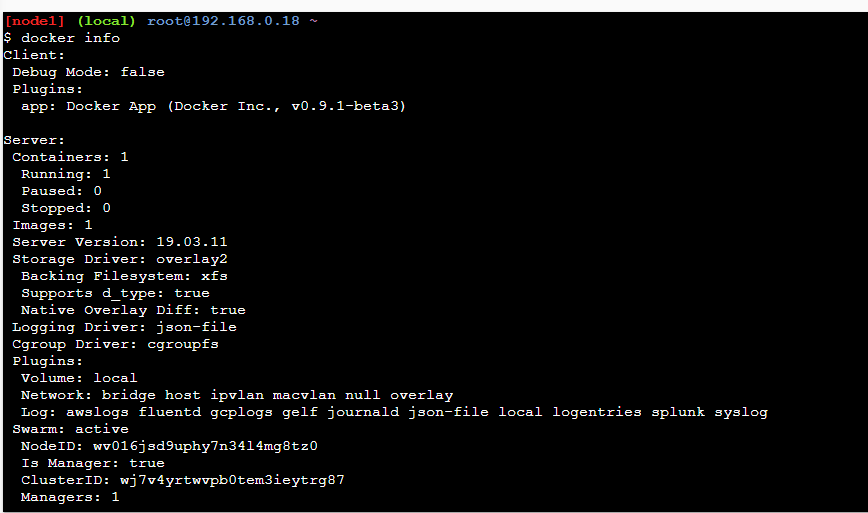 [node1] (local) root@192.168.0.18 ~
$ docker info
Client:
Debug Mode: false
Plugins:
app: Docker App (Docker Inc., v0.9.1-beta3)
Server:
Containers: 1
Running: 1
Paused: 0
Stopped: 0
Images: 1
Server Version: 19.03.11
Storage Driver: overlay2
Backing Filesystem: xfs
Supports d_type: true
Native Overlay Diff: true
Logging Driver: json-file
Cgroup Driver: cgroupfs
Plugins:
Volume: local
Network: bridge host ipvlan macvlan null overlay
Log: awslogs fluentd gcplogs gelf journald json-file local logentries splunk syslog
Swarm: active
NodeID: wv016jsd9uphy7n34l4mg8tz0
Is Manager: true
ClusterID: wj7v4yrtwvpb0tem3ieytrg87
Managers: 1